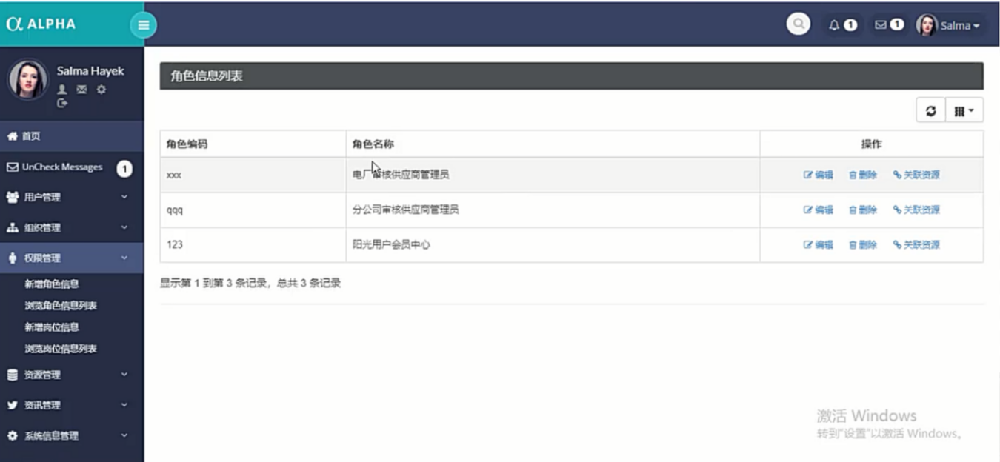 α ALPHA
1
1
Salma
Salma Hayek
首页
UnCheck Messages 1
用户管理
组织管理
权限管理
新增角色信息
浏览角色信息列表
新增岗位信息
浏览岗位信息列表
资源管理
资讯管理
系统信息管理
角色信息列表
角色编码 角色名称 操作
xxx 电厂审核供应商管理员 编辑 删除 关联资源
qqq 分公司审核供应商管理员 编辑 删除 关联资源
123 阳光用户会员中心 编辑 删除 关联资源
显示第 1 到第 3 条记录，总共 3 条记录
激活 Windows
转到"设置"以激活 Windows。